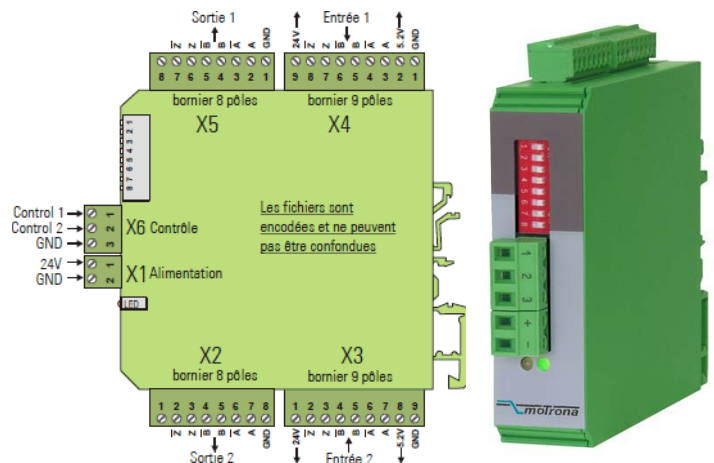 Sortie 1
Entrée 1
Z Z B B A A GND
24V Z Z B B A A 5.2V GND
8 7 6 5 4 3 2 1
9 8 7 6 5 4 3 2 1
bornier 8 pôles
bornier 9 pôles
X5
X4
8 7 6 5 4 3 2 1
Control 1
Control 2
GND
1
2
3
X6 Contrôle
Les fichiers sont
encodées et ne peuvent
pas être confondues
24V
GND
1
2
X1 Alimentation
LED
X2
X3
bornier 8 pôles
bornier 9 pôles
1 2 3 4 5 6 7 8
1 2 3 4 5 6 7 8 9
Z Z B B A A GND
24V Z Z B B A A 5.2V GND
Sortie 2
Entrée 2
1
2
3
4
5
6
7
8
1
2
3
+
-
motrona